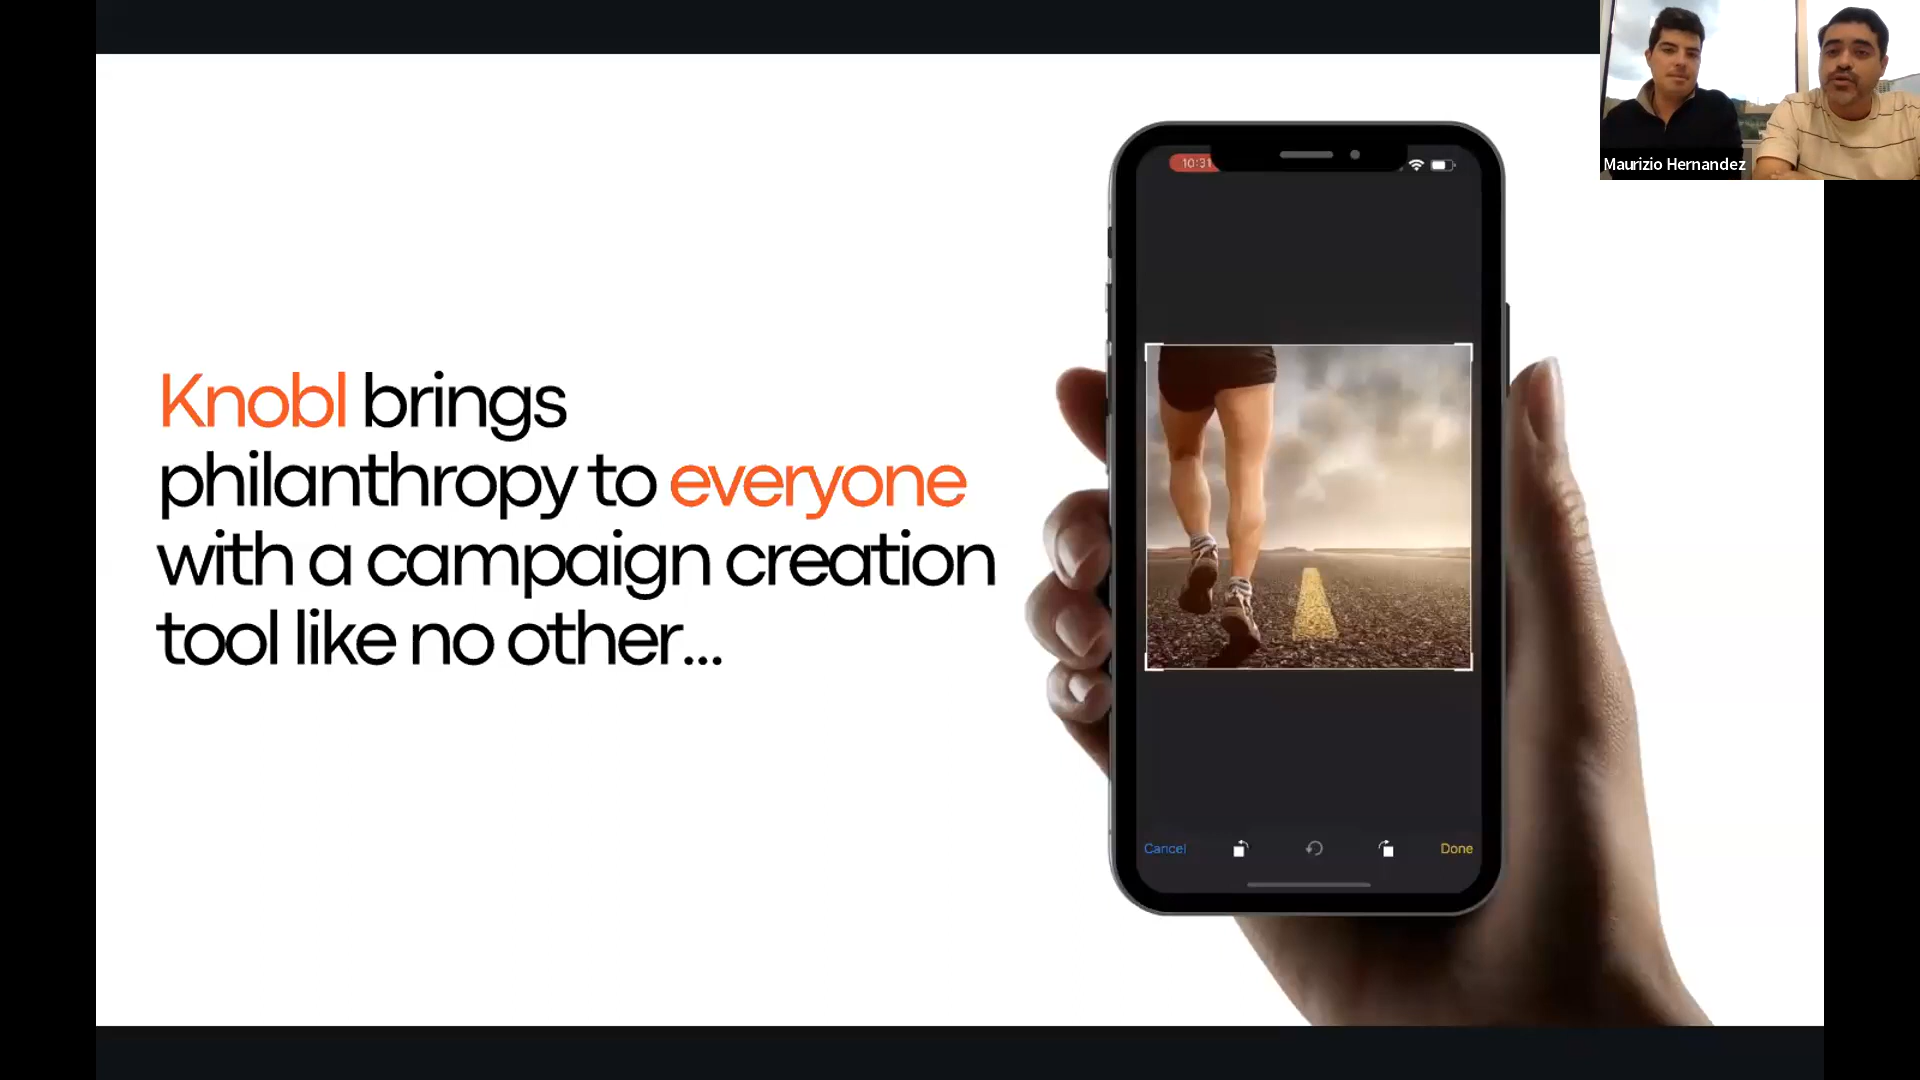 Maurizio Hernandez
10:31
Knobl brings
philanthropy to everyone
with a campaign creation
tool like no other...
Cancel
Done